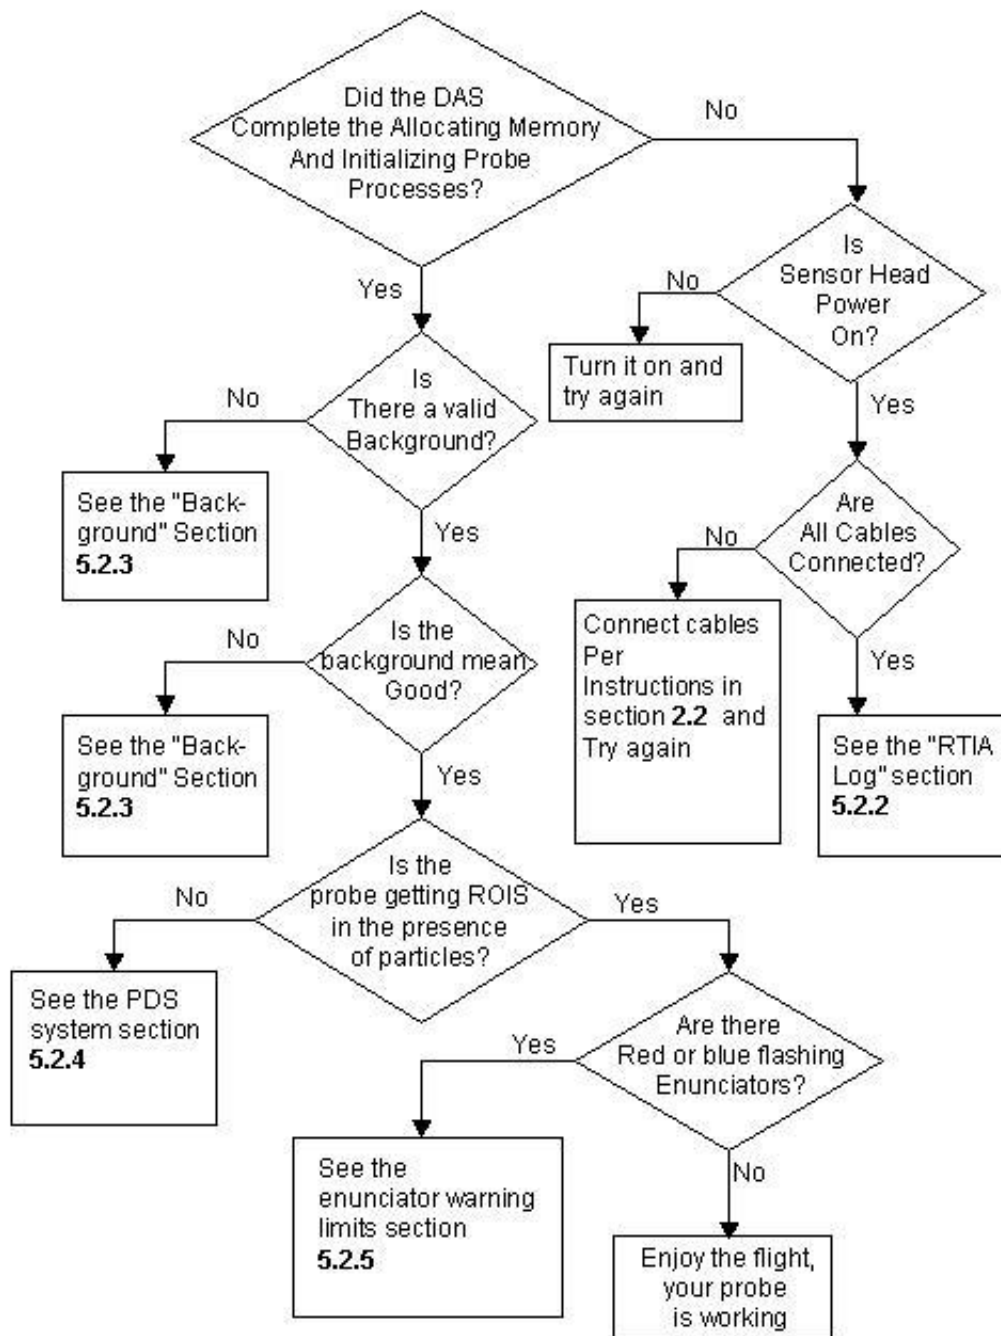 Did the DAS
Complete the Allocating Memory
And Initializing Probe
Processes?
No
Yes
Is
Sensor Head
Power
On?
No
Turn it on and
try again
Yes
Is
There a valid
Background?
No
See the "Back-
ground" Section
5.2.3
Yes
Are
All Cables
Connected?
No
Connect cables
Per
Instructions in
section 2.2 and
Try again
Yes
See the "RTIA
Log" section
5.2.2
Is the
background mean
Good?
No
See the "Back-
ground" Section
5.2.3
Yes
Is the
probe getting ROIS
in the presence
of particles?
No
See the PDS
system section
5.2.4
Yes
Are there
Red or blue flashing
Enunciators?
Yes
See the
enunciator warning
limits section
5.2.5
No
Enjoy the flight,
your probe
is working